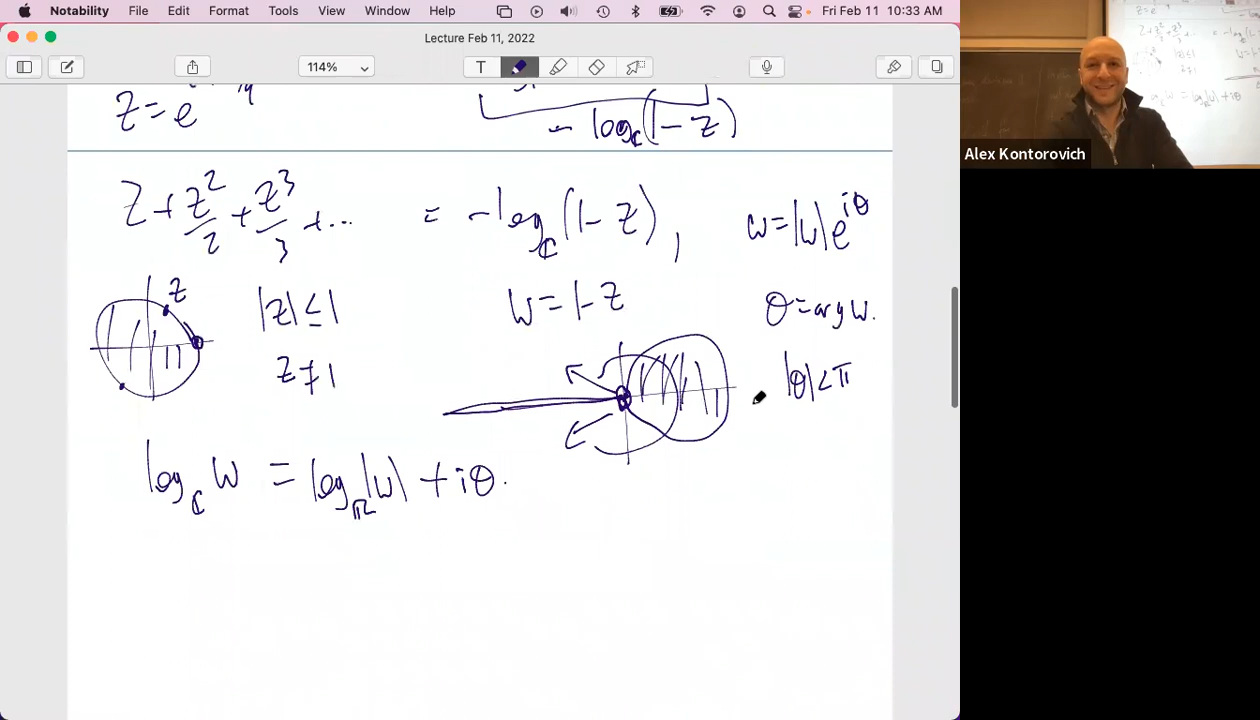 Notability File Edit Format Tools View Window Help Fri Feb 11 10:33 AM
Lecture Feb 11, 2022
114% T
Alex Kontorovich
z = e
- log_ℂ(1 - z)
z + z²/2 + z³/3 + ... = -log_ℂ(1 - z), w = |w|e^{iθ}
z |z| ≤ 1 w = 1 - z θ = arg w.
z ≠ 1 |θ| < π
log_ℂ w = log_ℝ|w| + iθ.